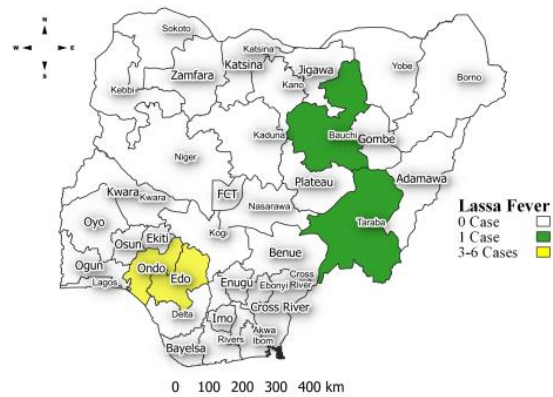 N
W E
S
Sokoto
Katsina
Katsina
Zamfara
Jigawa
Yobe
Borno
Kebbi
Kano
Kaduna
Bauchi
Gombe
Niger
Adamawa
Plateau
FCT
Kwara
Kwara
Nasarawa
Taraba
Oyo
Kogi
Ekiti
Osun
Benue
Ogun
Ondo
Edo
Lagos
Enugu
Ebonyi
Cross
River
Cross River
Delta
Imo
Akwa
Ibom
Rivers
Bayelsa
Lassa Fever
0 Case
1 Case
3-6 Cases
0 100 200 300 400 km